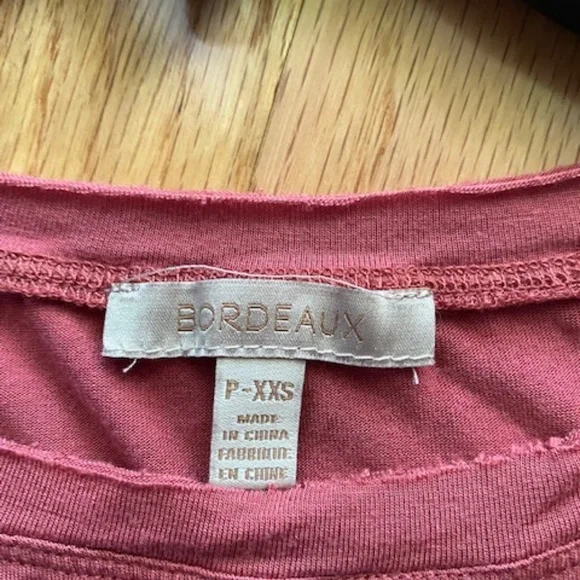 BORDEAUX
P-XXS
MADE
IN CHINA
FABRIQUE
EN CHINE